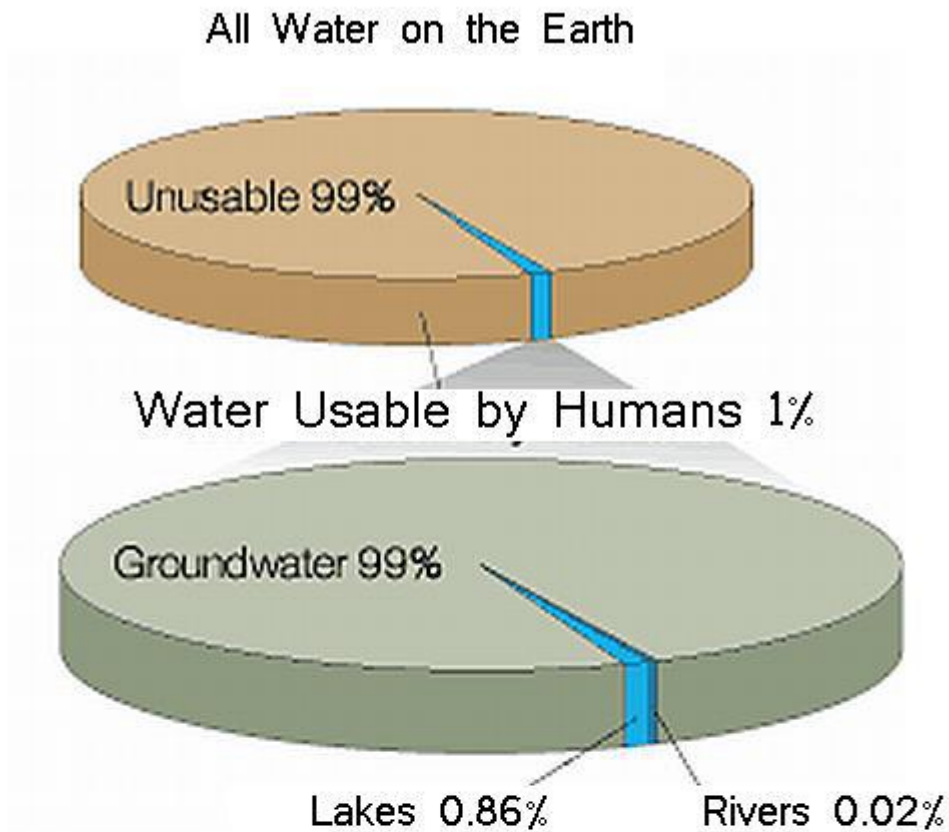 All Water on the Earth
Unusable 99%
Water Usable by Humans 1%
Groundwater 99%
Lakes 0.86%
Rivers 0.02%